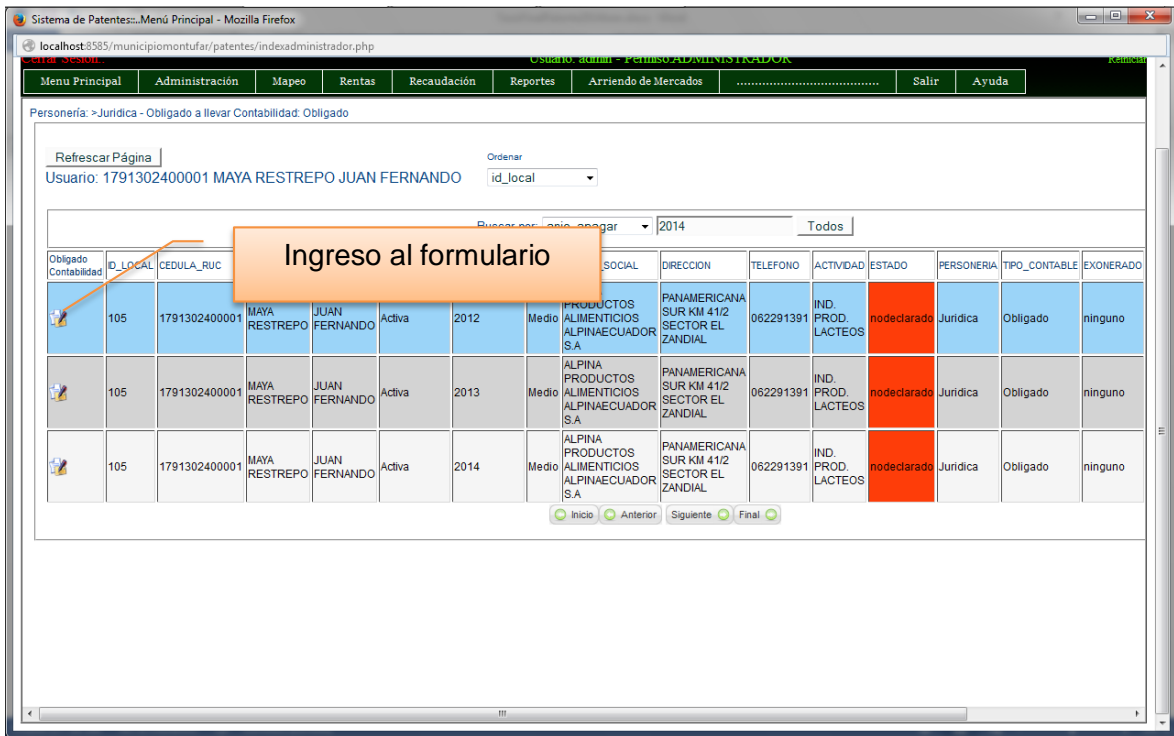 Sistema de Patentes::..Menú Principal - Mozilla Firefox
localhost:8585/municipiomontufar/patentes/indexadministrador.php
Cerrar Sesion.: Usuario: admin - Permiso:ADMINISTRADOR Reiniciar
Menu Principal Administración Mapeo Rentas Recaudación Reportes Arriendo de Mercados ...................................... Salir Ayuda
Personería: >Juridica - Obligado a llevar Contabilidad: Obligado
Refrescar Página
Ordenar
Usuario: 1791302400001 MAYA RESTREPO JUAN FERNANDO id_local
Buscar por: anio_apagar 2014 Todos
Ingreso al formulario
Obligado Contabilidad ID_LOCAL CEDULA_RUC _SOCIAL DIRECCION TELEFONO ACTIVIDAD ESTADO PERSONERIA TIPO_CONTABLE EXONERADO
105 1791302400001 MAYA RESTREPO JUAN FERNANDO Activa 2012 Medio PRODUCTOS ALIMENTICIOS ALPINAECUADOR S.A PANAMERICANA SUR KM 41/2 SECTOR EL ZANDIAL 062291391 IND. PROD. LACTEOS nodeclarado Juridica Obligado ninguno
105 1791302400001 MAYA RESTREPO JUAN FERNANDO Activa 2013 Medio ALPINA PRODUCTOS ALIMENTICIOS ALPINAECUADOR S.A PANAMERICANA SUR KM 41/2 SECTOR EL ZANDIAL 062291391 IND. PROD. LACTEOS nodeclarado Juridica Obligado ninguno
105 1791302400001 MAYA RESTREPO JUAN FERNANDO Activa 2014 Medio ALPINA PRODUCTOS ALIMENTICIOS ALPINAECUADOR S.A PANAMERICANA SUR KM 41/2 SECTOR EL ZANDIAL 062291391 IND. PROD. LACTEOS nodeclarado Juridica Obligado ninguno
Inicio Anterior Siguiente Final